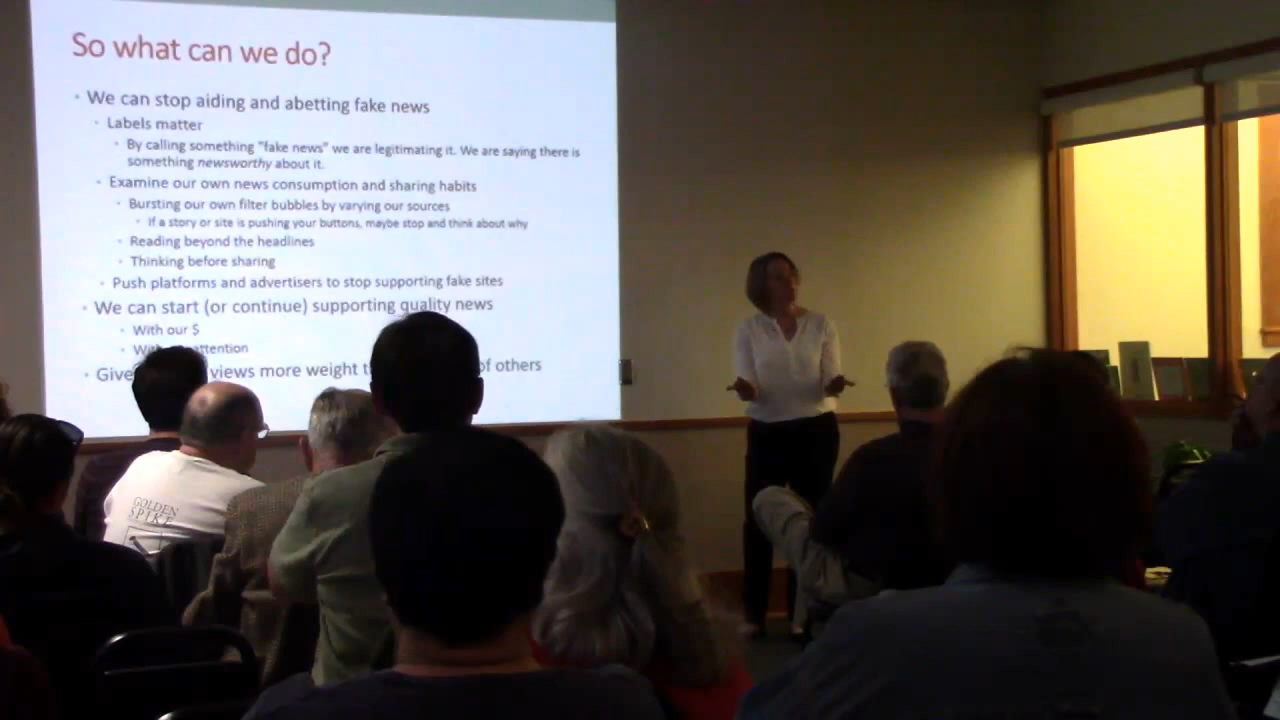 So what can we do?
• We can stop aiding and abetting fake news
• Labels matter
• By calling something "fake news" we are legitimating it. We are saying there is
something newsworthy about it.
• Examine our own news consumption and sharing habits
• Bursting our own filter bubbles by varying our sources
• If a story or site is pushing your buttons, maybe stop and think about why
• Reading beyond the headlines
• Thinking before sharing
• Push platforms and advertisers to stop supporting fake sites
• We can start (or continue) supporting quality news
• With our $
• With attention
• Give views more weight of others
GOLDEN
SPIKE